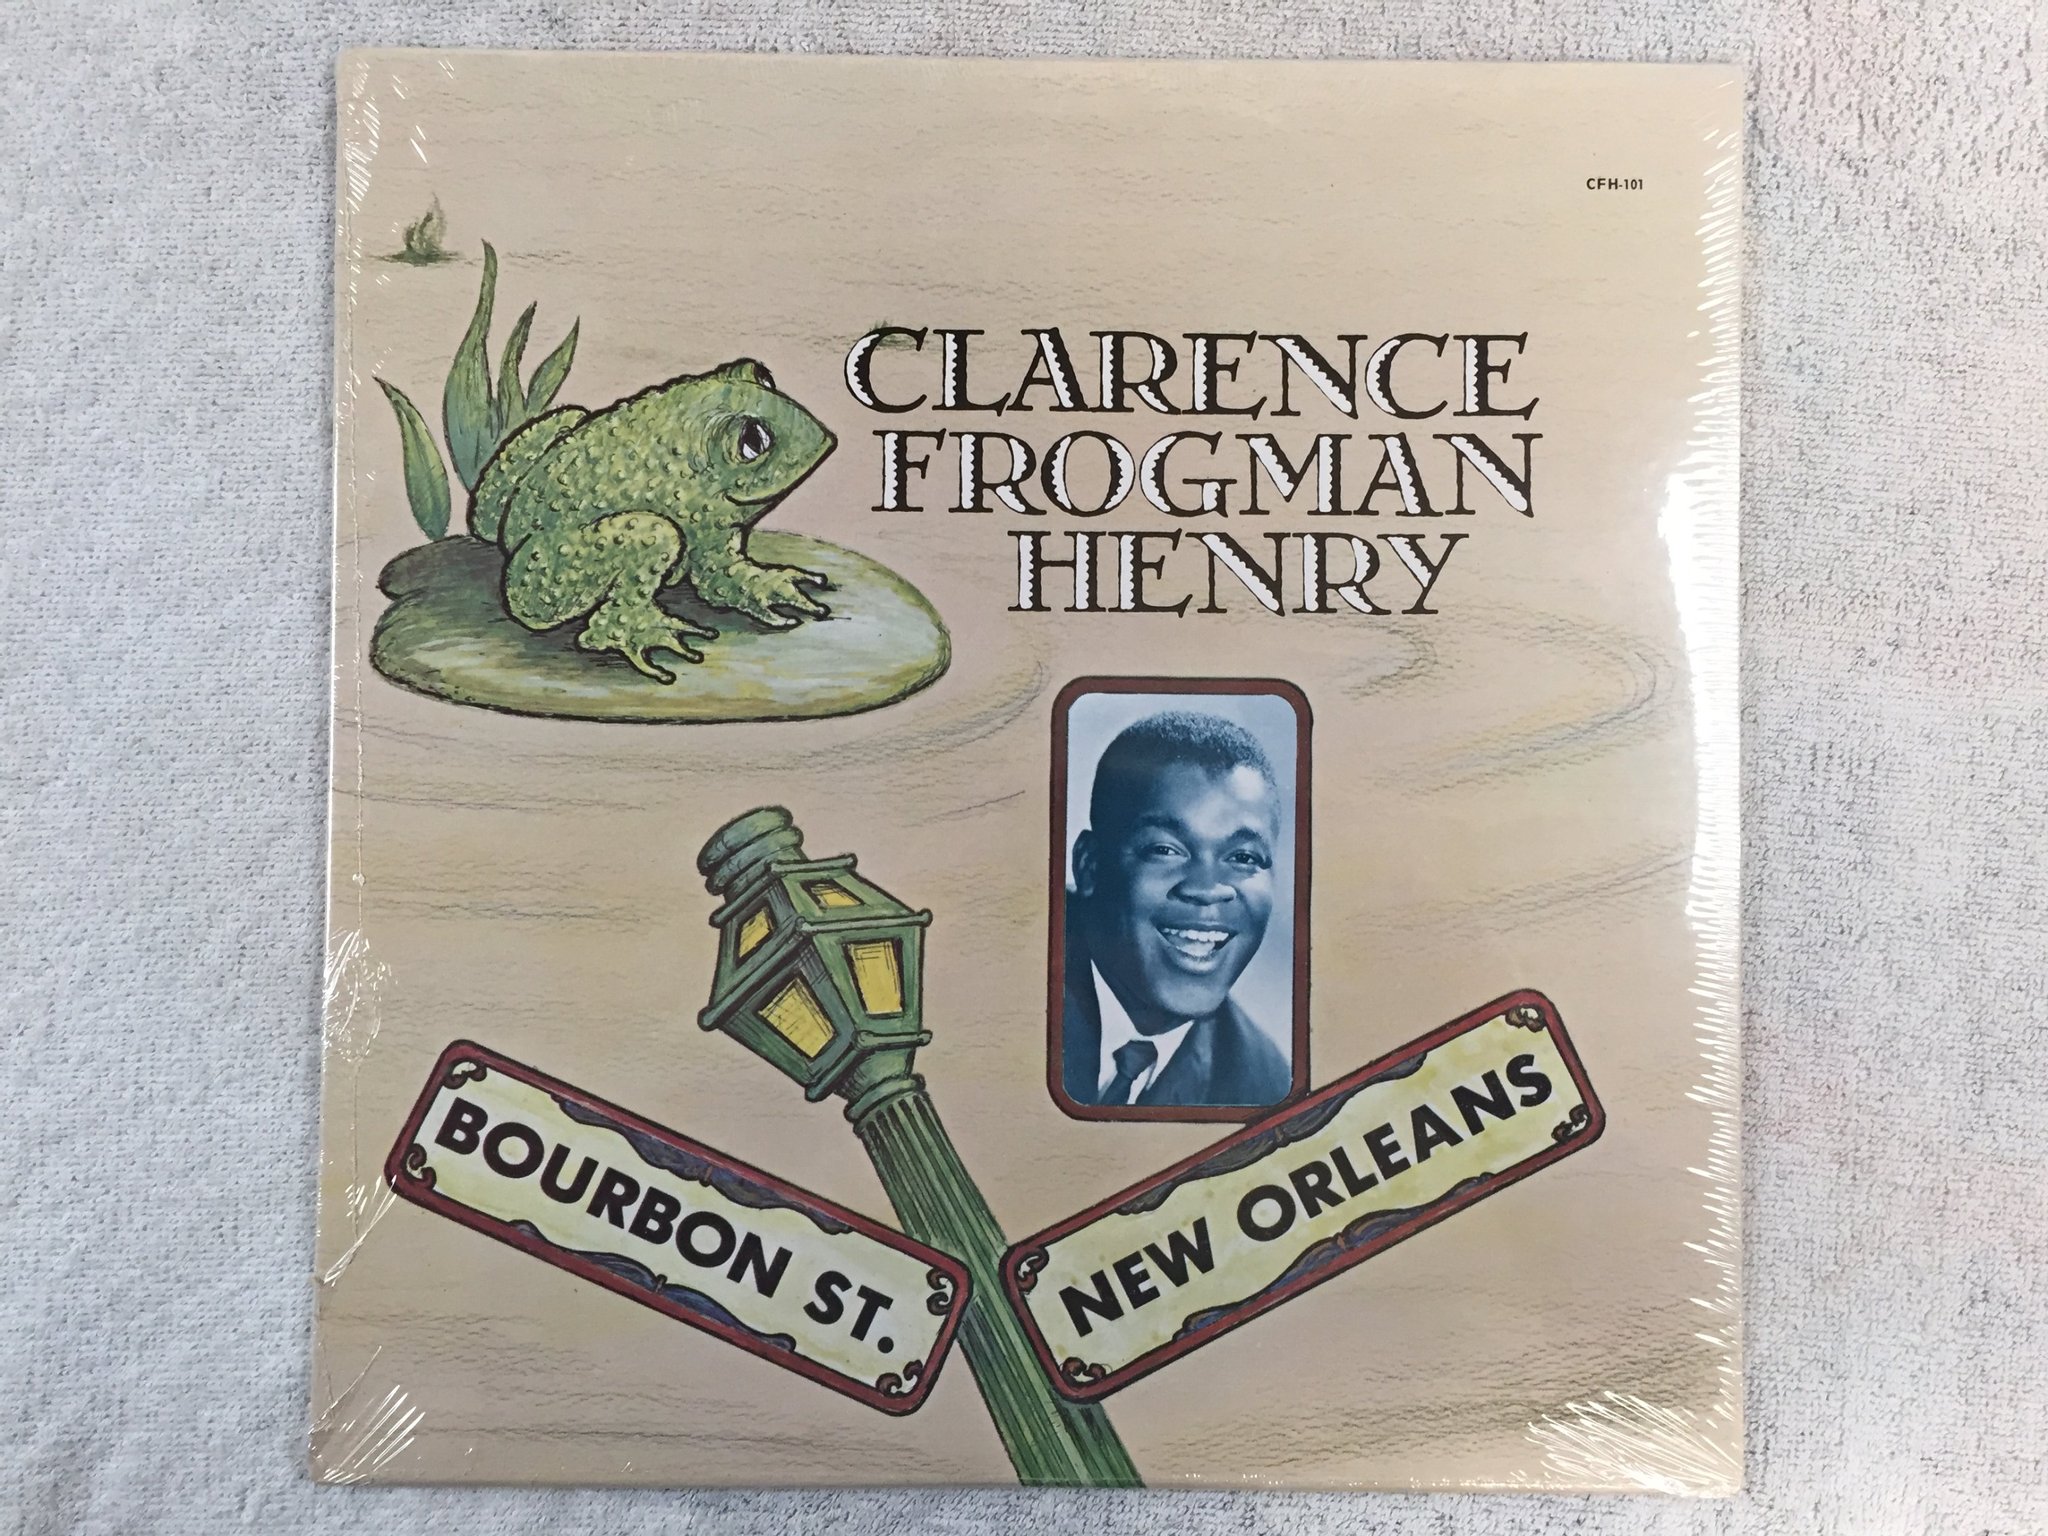 CFH-101
CLARENCE
FROGMAN
HENRY
BOURBON ST.
NEW ORLEANS